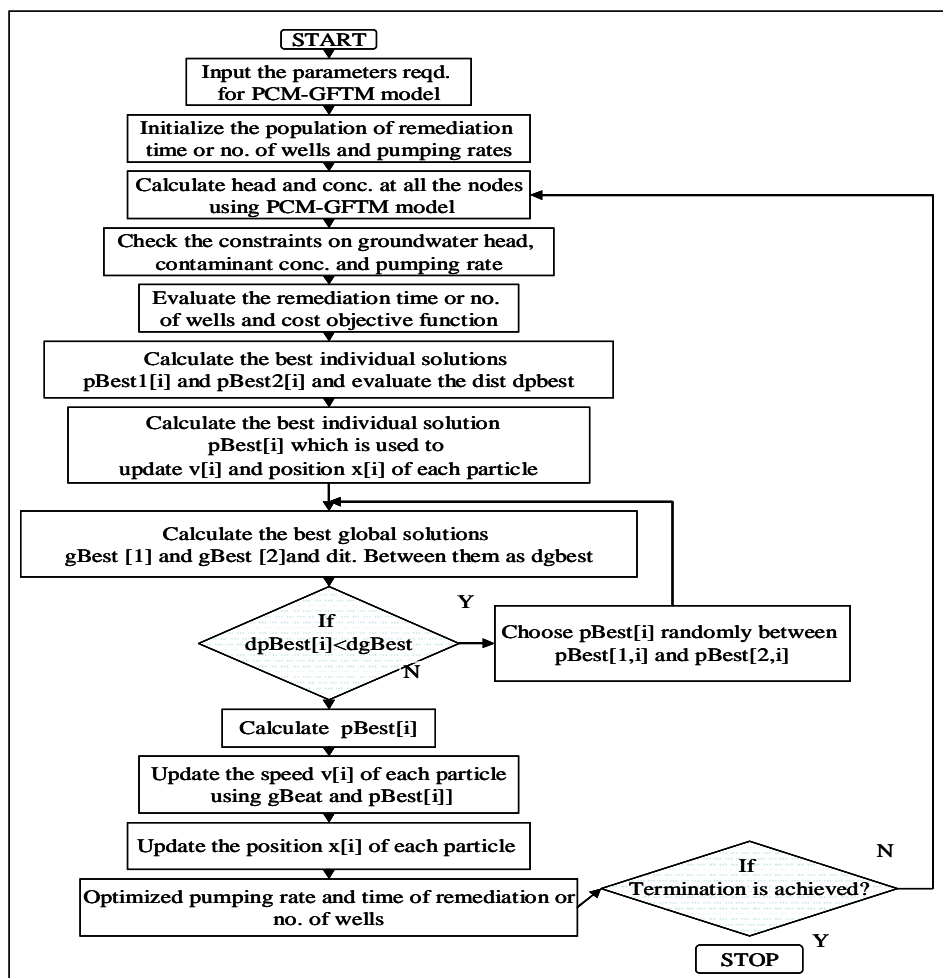 START
Input the parameters reqd.
for PCM-GFTM model
Initialize the population of remediation
time or no. of wells and pumping rates
Calculate head and conc. at all the nodes
using PCM-GFTM model
Check the constraints on groundwater head,
contaminant conc. and pumping rate
Evaluate the remediation time or no.
of wells and cost objective function
Calculate the best individual solutions
pBest1[i] and pBest2[i] and evaluate the dist dpbest
Calculate the best individual solution
pBest[i] which is used to
update v[i] and position x[i] of each particle
Calculate the best global solutions
gBest [1] and gBest [2]and dit. Between them as dgbest
If
dpBest[i]<dgBest
Y
N
Choose pBest[i] randomly between
pBest[1,i] and pBest[2,i]
Calculate pBest[i]
Update the speed v[i] of each particle
using gBeat and pBest[i]]
Update the position x[i] of each particle
Optimized pumping rate and time of remediation or
no. of wells
If
Termination is achieved?
N
Y
STOP